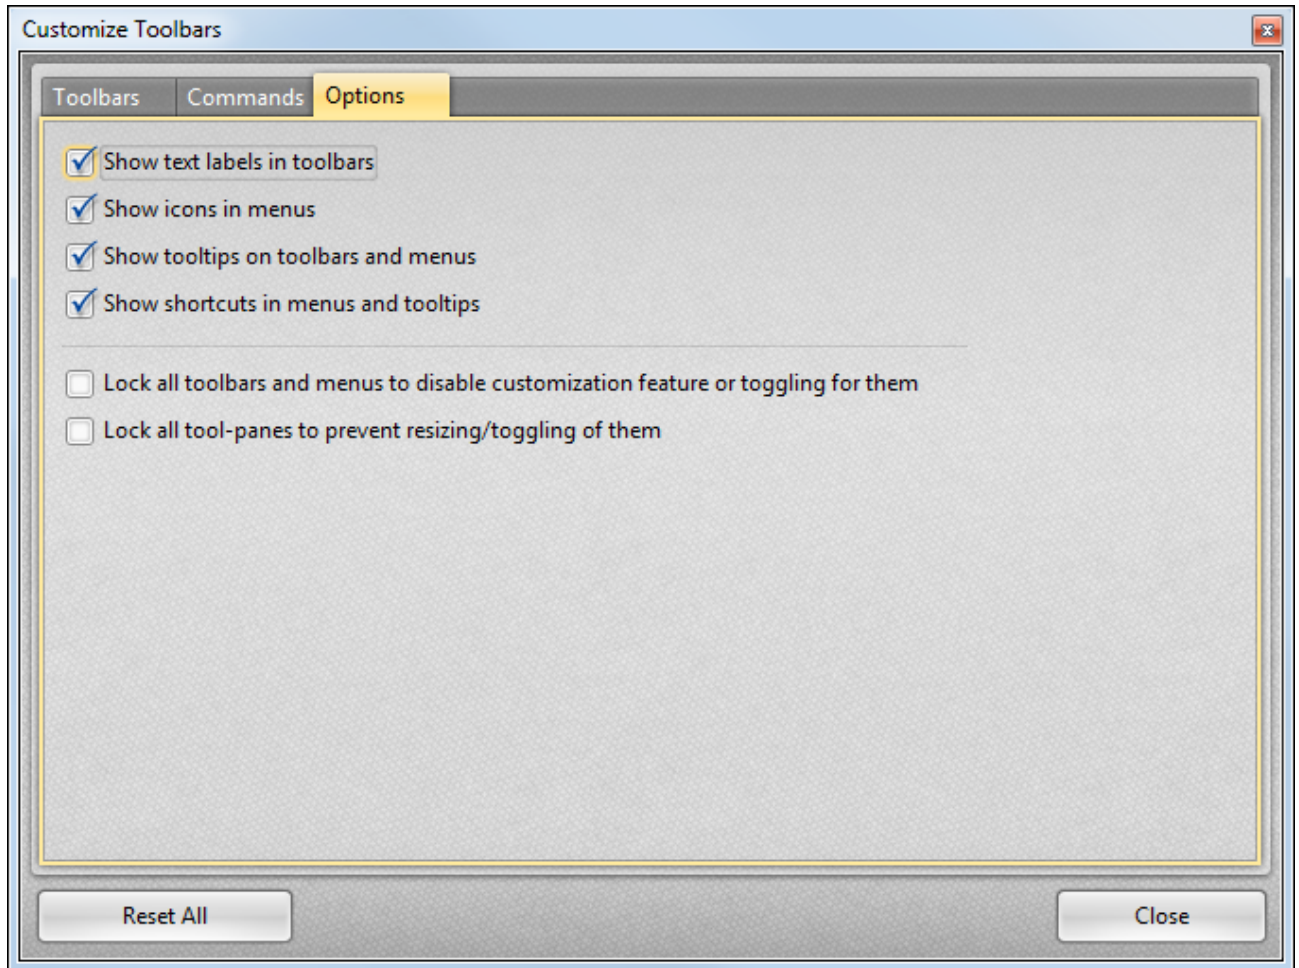 Customize Toolbars
Toolbars Commands Options
Show text labels in toolbars
Show icons in menus
Show tooltips on toolbars and menus
Show shortcuts in menus and tooltips
Lock all toolbars and menus to disable customization feature or toggling for them
Lock all tool-panes to prevent resizing/toggling of them
Reset All Close